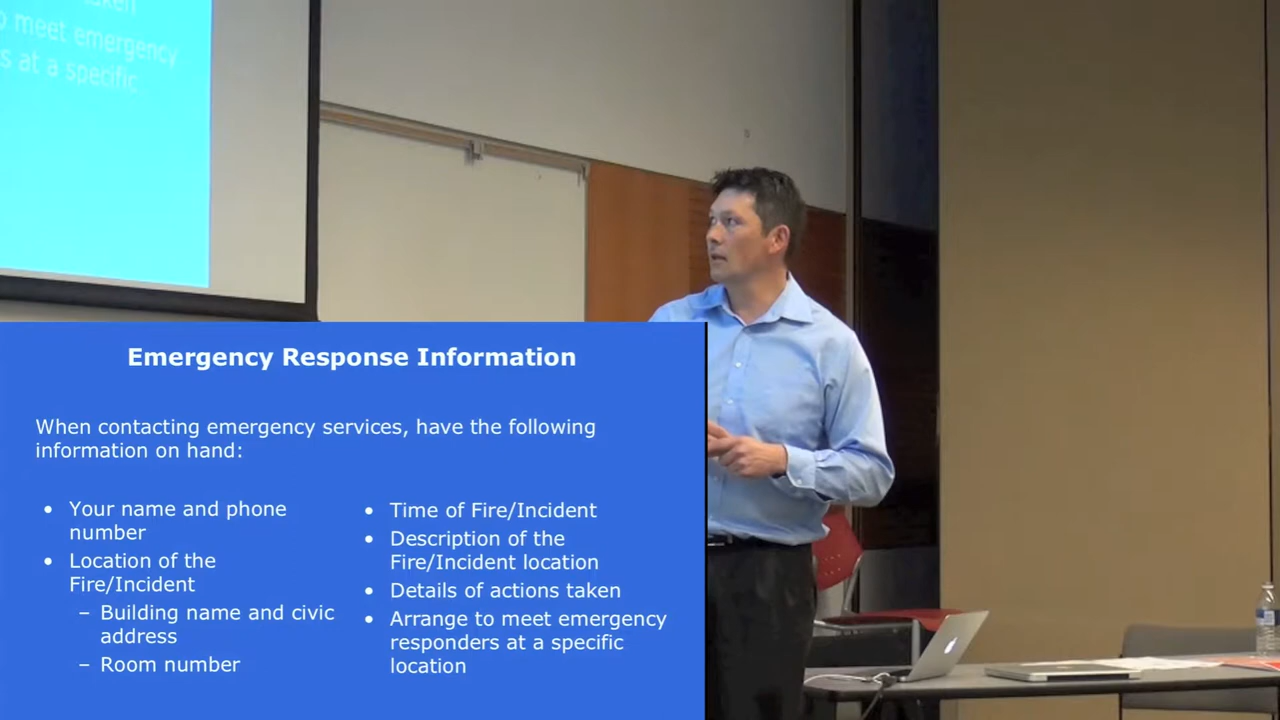 aken
o meet emergency
s at a specific
Emergency Response Information
When contacting emergency services, have the following
information on hand:
• Your name and phone
number
• Location of the
Fire/Incident
– Building name and civic
address
– Room number
• Time of Fire/Incident
• Description of the
Fire/Incident location
• Details of actions taken
• Arrange to meet emergency
responders at a specific
location